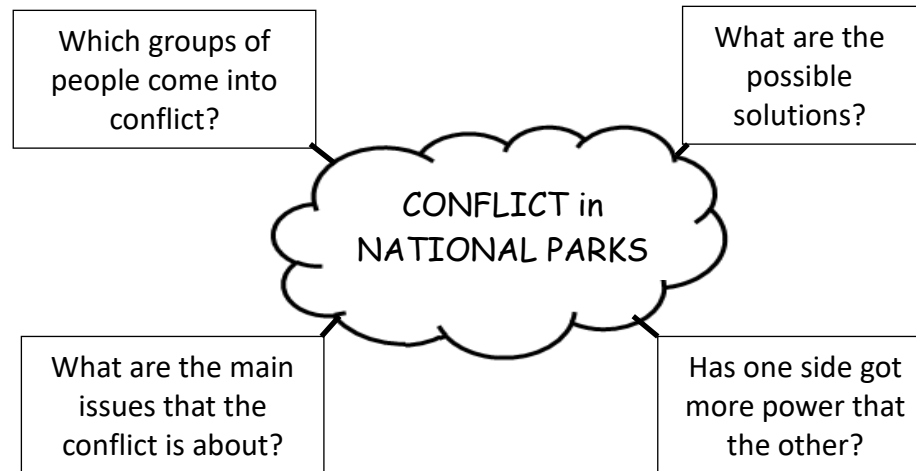 Which groups of
people come into
conflict?
What are the
possible
solutions?
CONFLICT in
NATIONAL PARKS
What are the main
issues that the
conflict is about?
Has one side got
more power that
the other?